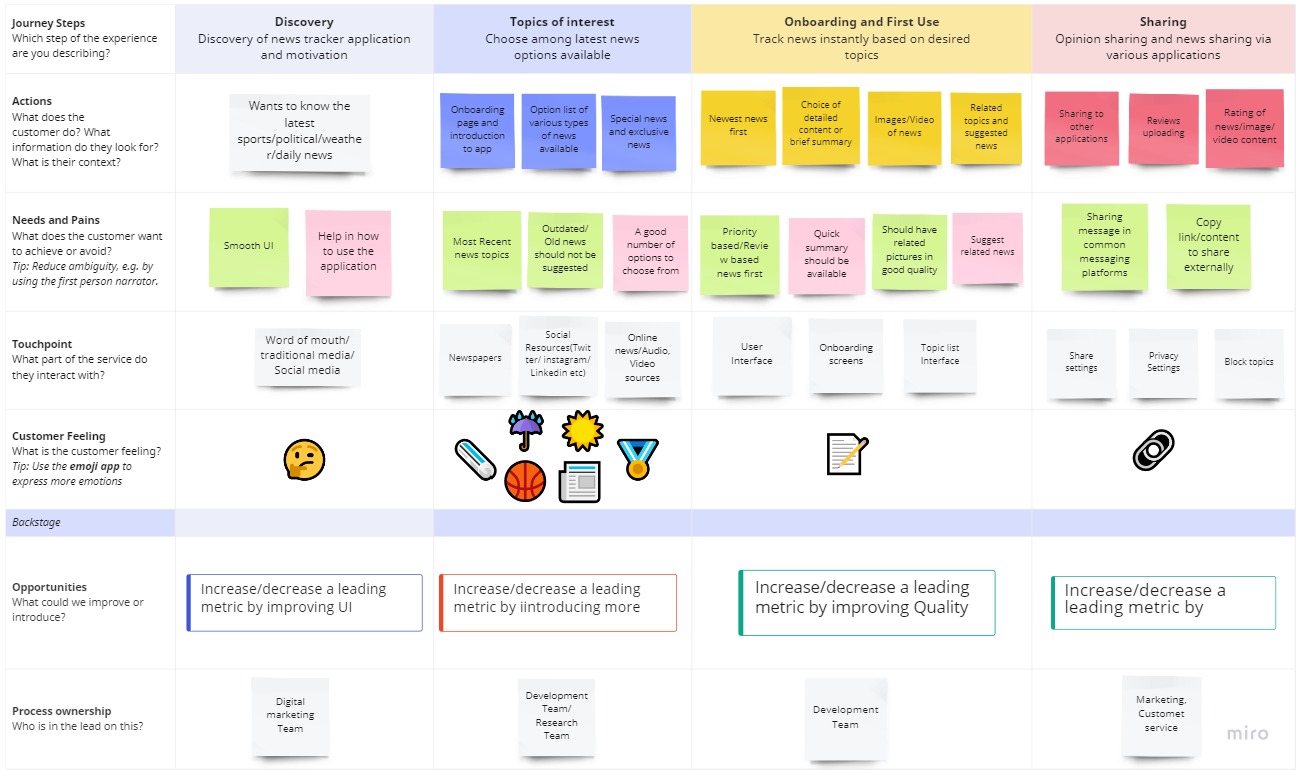 Journey Steps
Which step of the experience
are you describing?
Discovery
Discovery of news tracker application
and motivation
Topics of interest
Choose among latest news
options available
Onboarding and First Use
Track news instantly based on desired
topics
Sharing
Opinion sharing and news sharing via
various applications
Actions
What does the
customer do? What
information do they look for?
What is their context?
Wants to know the
latest
sports/political/weathe
r/daily news
Onboarding
page and
introduction
to app
Option list of
various types
of news
available
Special news
and exclusive
news
Newest news
first
Choice of
detailed
content or
brief summary
Images/Video
of news
Related
topics and
suggested
news
Sharing to
other
applications
Reviews
uploading
Rating of
news/image/
video content
Needs and Pains
What does the customer want
to achieve or avoid?
Tip: Reduce ambiguity, e.g. by
using the first person narrator.
Smooth UI
Help in how
to use the
application
Most Recent
news topics
Outdated/
Old news
should not be
suggested
A good
number of
options to
choose from
Priority
based/Revie
w based
news first
Quick
summary
should be
available
Should have
related
pictures in
good quality
Suggest
related news
Sharing
message in
common
messaging
platforms
Copy
link/content
to share
externally
Touchpoint
What part of the service do
they interact with?
Word of mouth/
traditional media/
Social media
Newspapers
Social
Resources(Twit
ter/ instagram/
Linkedin etc)
Online
news/Audio,
Video
sources
User
Interface
Onboarding
screens
Topic list
Interface
Share
settings
Privacy
Settings
Block topics
Customer Feeling
What is the customer feeling?
Tip: Use the emoji app to
express more emotions
Backstage
Opportunities
What could we improve or
introduce?
Increase/decrease a leading
metric by improving UI
Increase/decrease a leading
metric by iintroducing more
Increase/decrease a leading
metric by improving Quality
Increase/decrease a
leading metric by
Process ownership
Who is in the lead on this?
Digital
marketing
Team
Development
Team/
Research
Team
Development
Team
Marketing,
Customet
service
miro